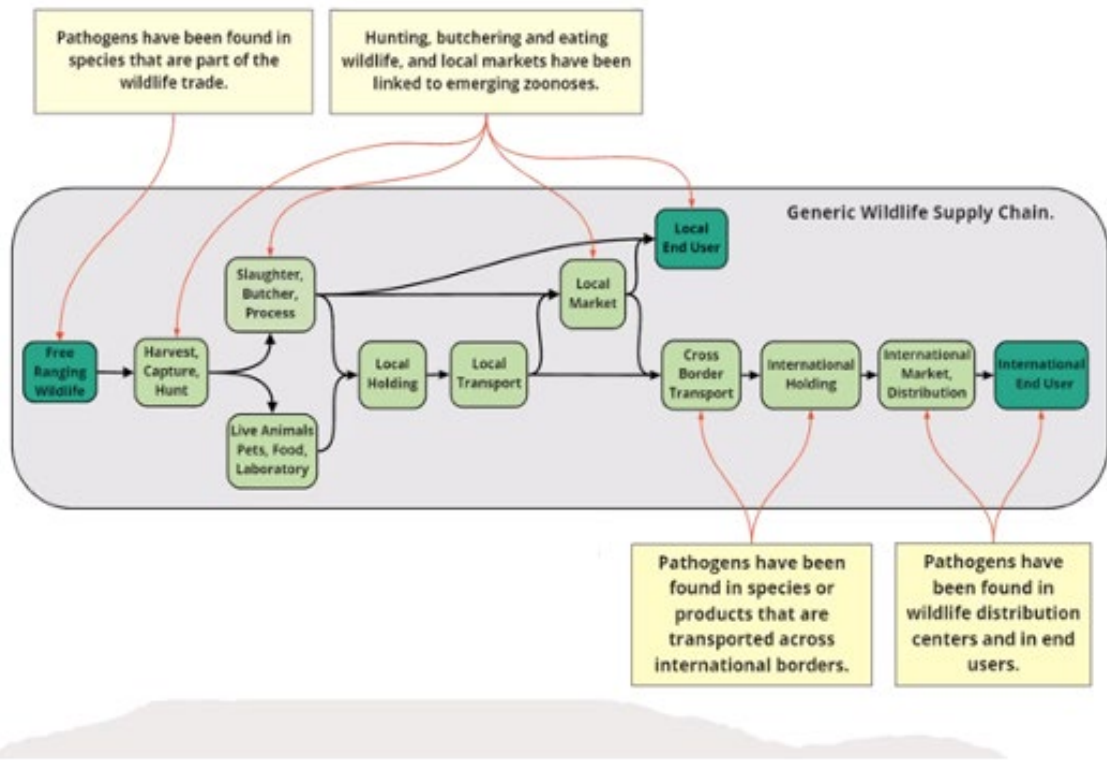 Pathogens have been found in
species that are part of the
wildlife trade.
Hunting, butchering and eating
wildlife, and local markets have been
linked to emerging zoonoses.
Generic Wildlife Supply Chain.
Free
Ranging
Wildlife
Harvest,
Capture,
Hunt
Slaughter,
Butcher,
Process
Live Animals
Pets, Food,
Laboratory
Local
Holding
Local
Transport
Local
Market
Local
End User
Cross
Border
Transport
International
Holding
International
Market,
Distribution
International
End User
Pathogens have been
found in species or
products that are
transported across
international borders.
Pathogens have
been found in
wildlife distribution
centers and in end
users.